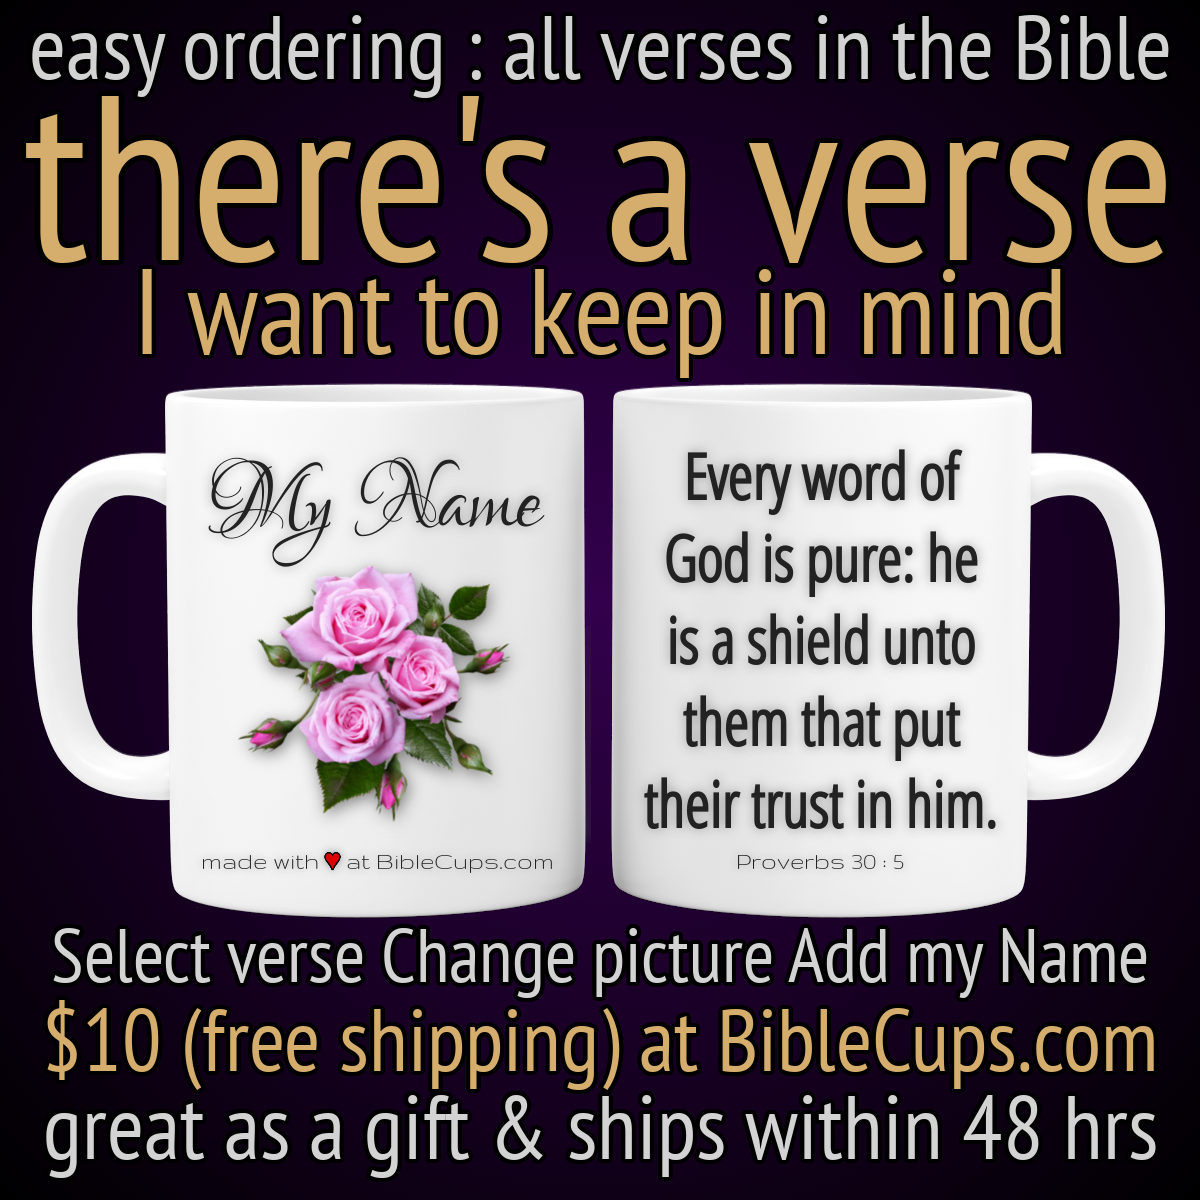 easy ordering : all verses in the Bible
there's a verse
I want to keep in mind
My Name
made with ♥ at BibleCups.com
Every word of
God is pure: he
is a shield unto
them that put
their trust in him.
Proverbs 30 : 5
Select verse Change picture Add my Name
$10 (free shipping) at BibleCups.com
great as a gift & ships within 48 hrs